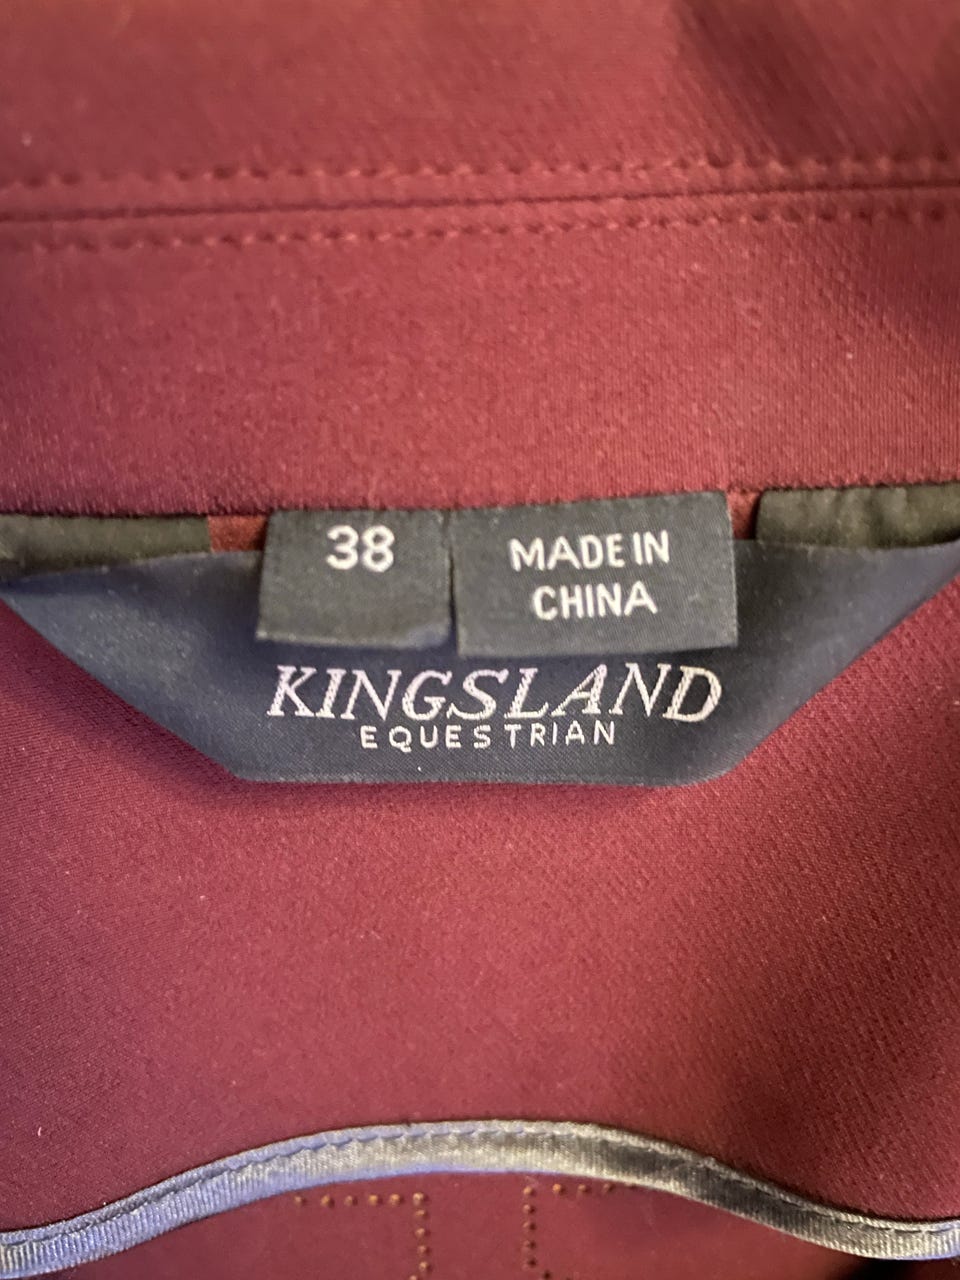 38
MADE IN
CHINA
KINGSLAND
EQUESTRIAN